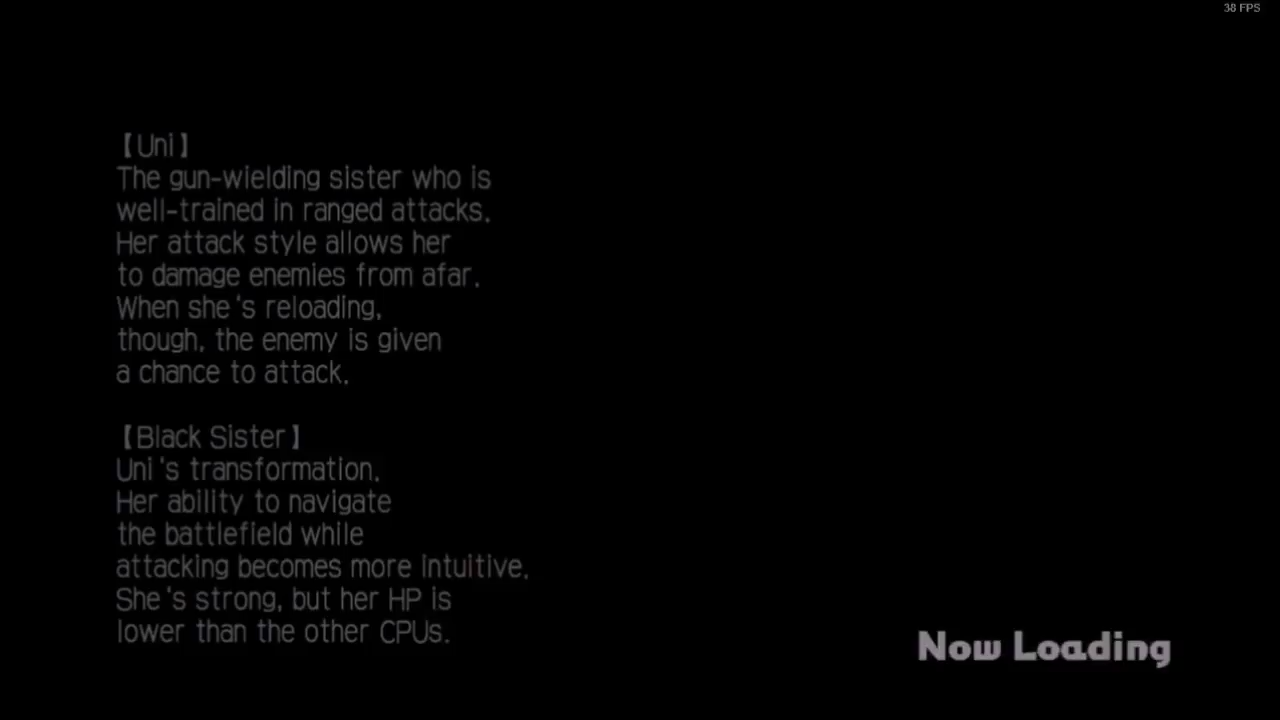 38 FPS
【Uni】
The gun-wielding sister who is
well-trained in ranged attacks.
Her attack style allows her
to damage enemies from afar.
When she's reloading,
though, the enemy is given
a chance to attack.
【Black Sister】
Uni's transformation.
Her ability to navigate
the battlefield while
attacking becomes more intuitive.
She's strong, but her HP is
lower than the other CPUs.
Now Loading